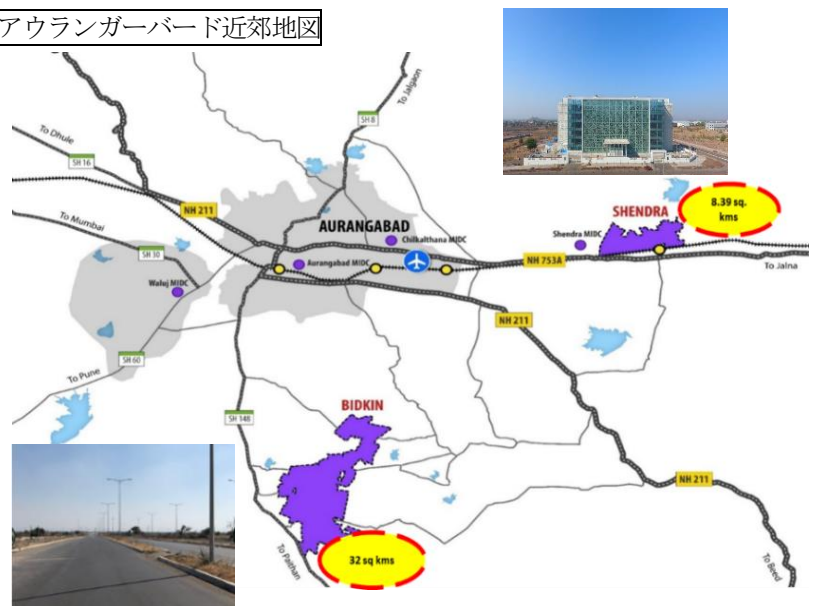 アウランガーバード近郊地図
To Jalgaon
SH 8
To Dhule
SH 16
8.39 sq.
kms
SHENDRA
NH 211
To Mumbai
AURANGABAD
Chilkalthana MIDC
Shendra MIDC
SH 30
Aurangabad MIDC
NH 753A
To Jalna
Waluj MIDC
NH 211
SH 60
To Pune
BIDKIN
SH 148
NH 211
32 sq kms
To Paithan
To Beed